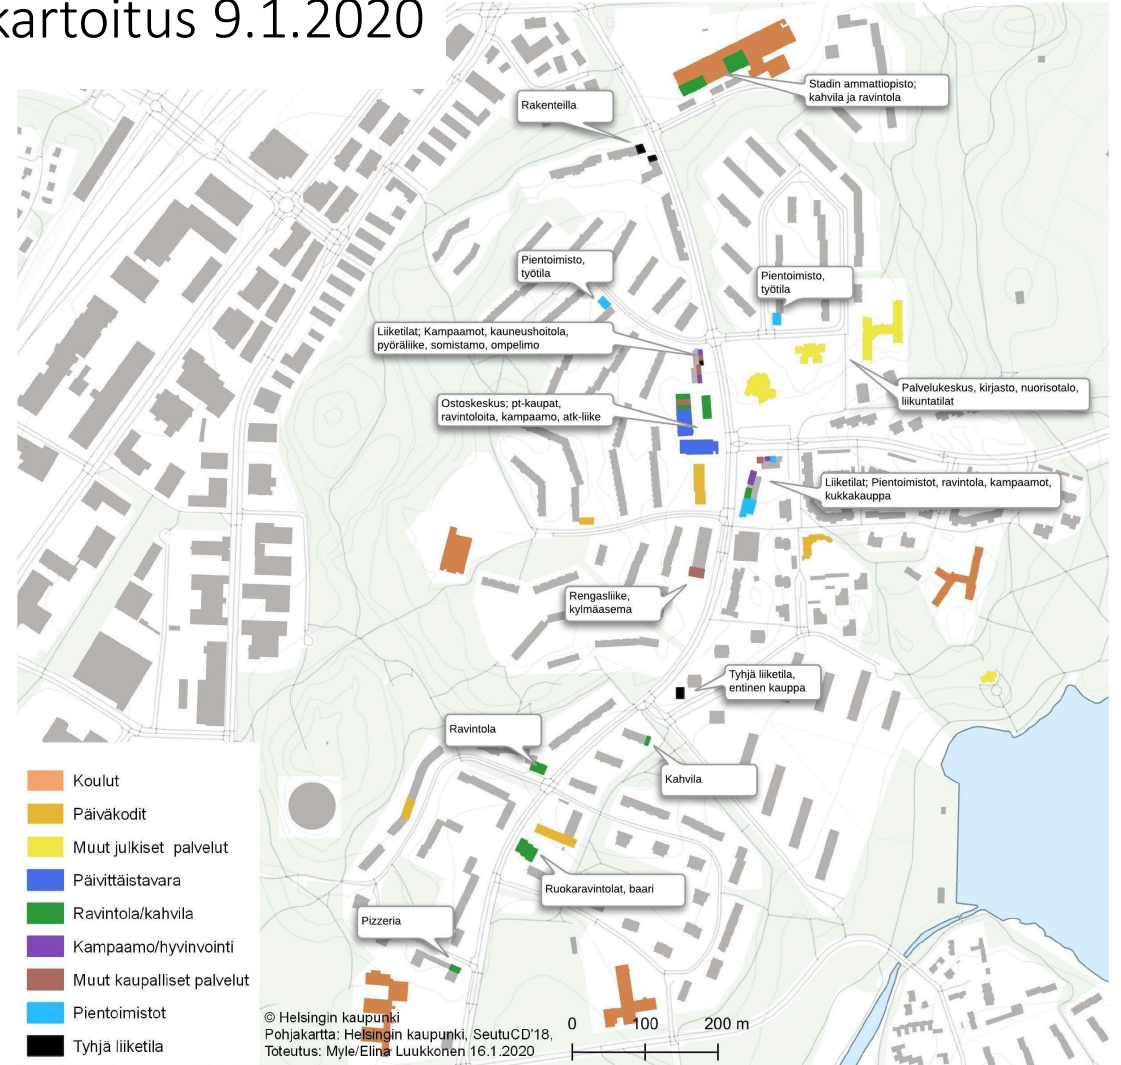 kartoitus 9.1.2020
Stadin ammattiopisto;
kahvila ja ravintola
Rakenteilla
Pientoimisto,
työtila
Pientoimisto,
työtila
Liiketilat; Kampaamot, kauneushoitola,
pyöräliike, somistamo, ompelimo
Palvelukeskus, kirjasto, nuorisotalo,
liikuntatilat
Ostoskeskus; pt-kaupat,
ravintoloita, kampaamo, atk-liike
Liiketilat; Pientoimistot, ravintola, kampaamot,
kukkakauppa
Rengasliike,
kylmäasema
Tyhjä liiketila,
entinen kauppa
Ravintola
Kahvila
Ruokaravintolat, baari
Pizzeria
Koulut
Päiväkodit
Muut julkiset palvelut
Päivittäistavara
Ravintola/kahvila
Kampaamo/hyvinvointi
Muut kaupalliset palvelut
Pientoimistot
Tyhjä liiketila
© Helsingin kaupunki
Pohjakartta: Helsingin kaupunki, SeutuCD'18,
Toteutus: Myle/Elina Luukkonen 16.1.2020
0 100 200 m